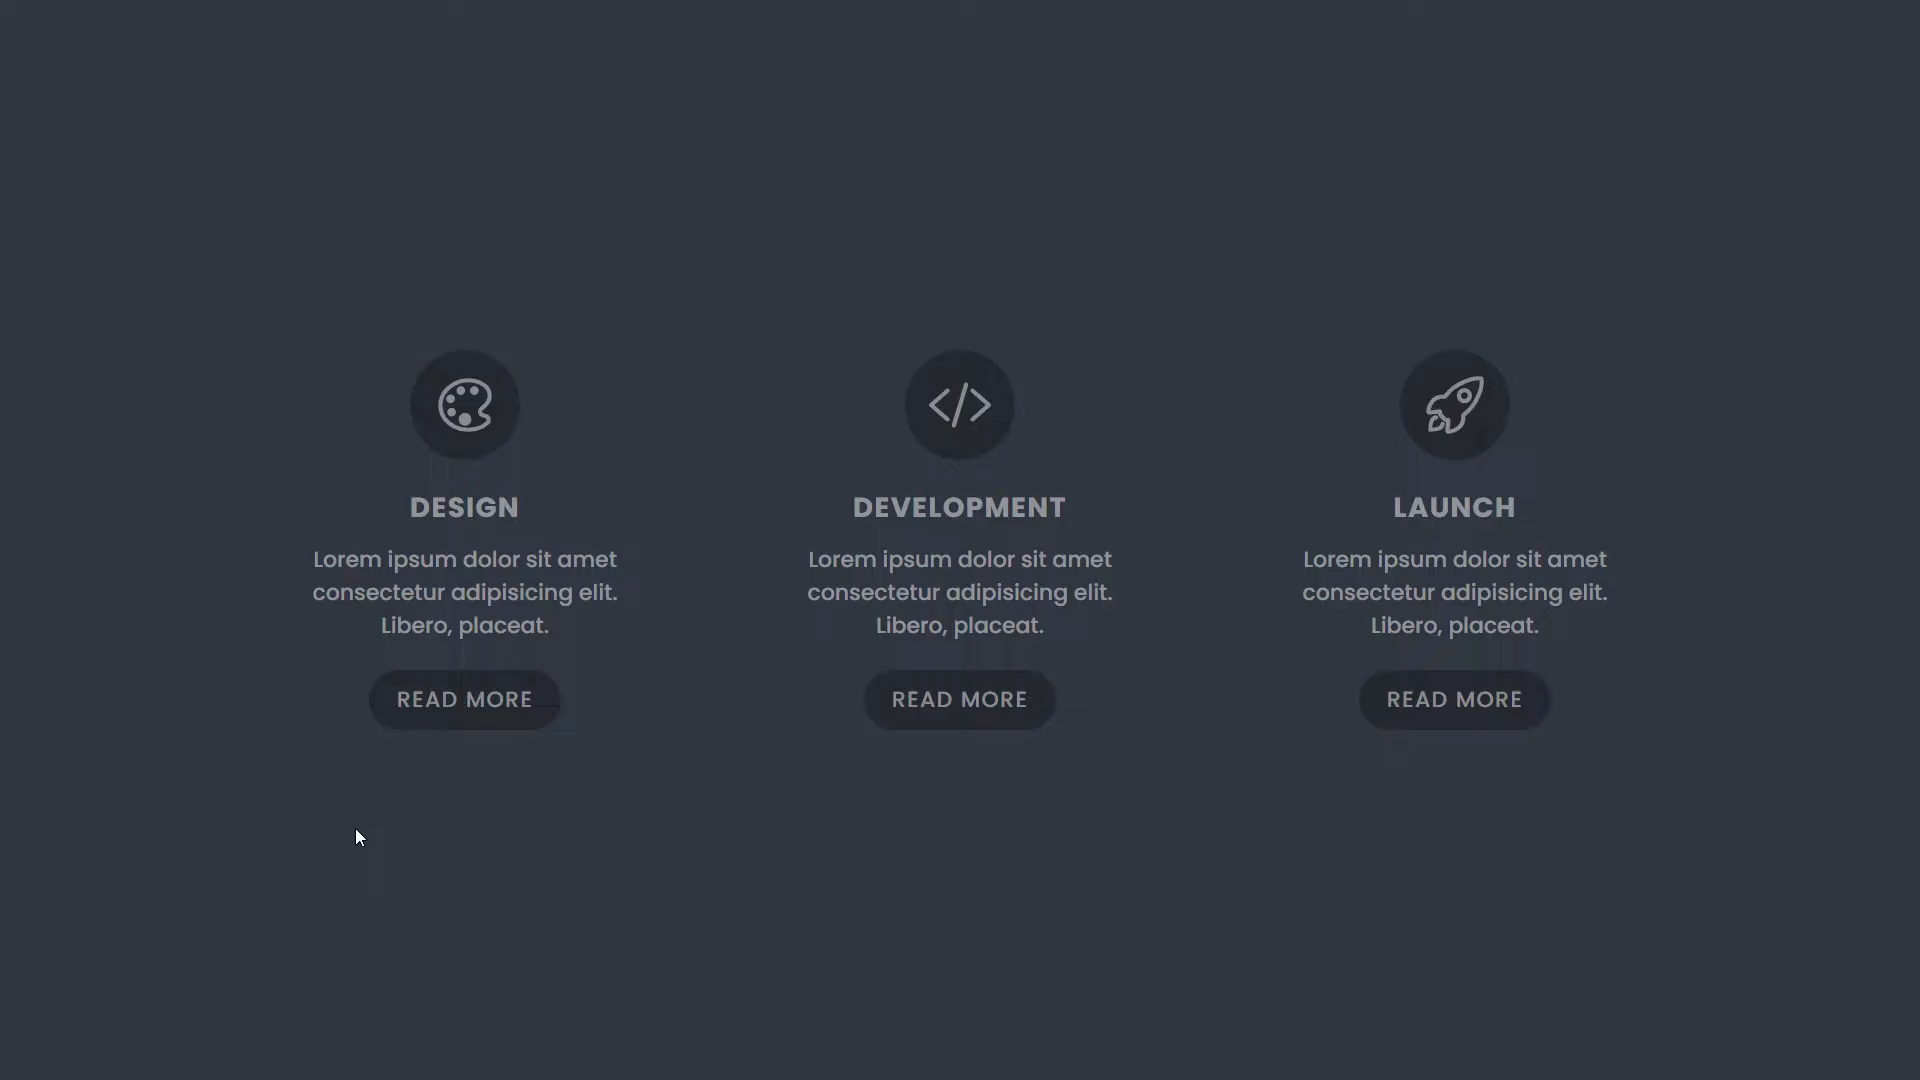 DESIGN
Lorem ipsum dolor sit amet
consectetur adipisicing elit.
Libero, placeat.
READ MORE
DEVELOPMENT
Lorem ipsum dolor sit amet
consectetur adipisicing elit.
Libero, placeat.
READ MORE
LAUNCH
Lorem ipsum dolor sit amet
consectetur adipisicing elit.
Libero, placeat.
READ MORE